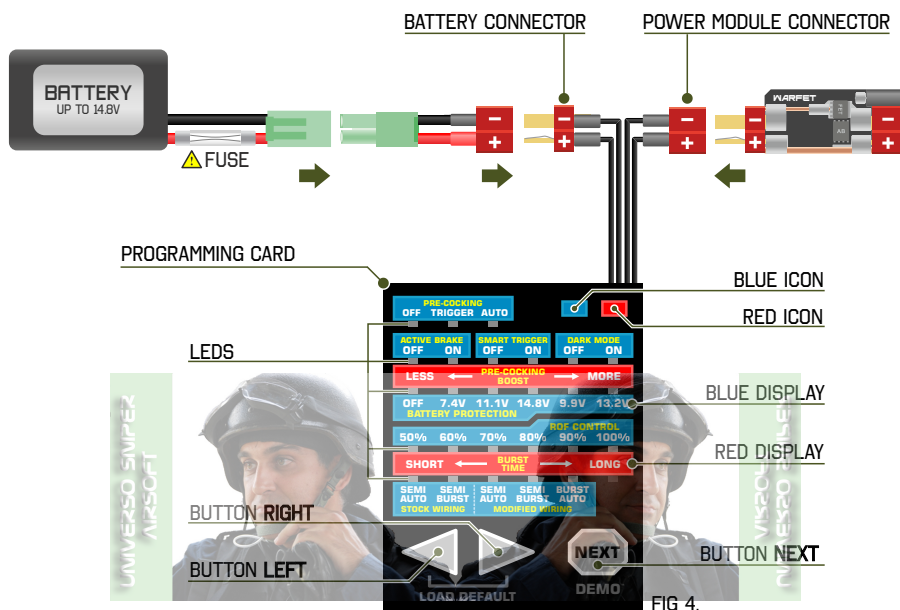 BATTERY CONNECTOR
POWER MODULE CONNECTOR
BATTERY
UP TO 14.8V
WARFET
FUSE
PROGRAMMING CARD
BLUE ICON
RED ICON
LEDS
BLUE DISPLAY
RED DISPLAY
PRE-COCKING
OFF TRIGGER AUTO
ACTIVE BRAKE SMART TRIGGER DARK MODE
OFF ON OFF ON OFF ON
LESS PRE-COCKING BOOST MORE
OFF 7.4V 11.1V 14.8V 9.9V 13.2V
BATTERY PROTECTION
ROF CONTROL
50% 60% 70% 80% 90% 100%
SHORT BURST TIME LONG
SEMI SEMI SEMI SEMI BURST
AUTO BURST AUTO BURST AUTO
STOCK WIRING MODIFIED WIRING
UNIVERSO SNIPER
AIRSOFT
BUTTON RIGHT
BUTTON LEFT
NEXT
BUTTON NEXT
LOAD DEFAULT
DEMO
FIG 4.